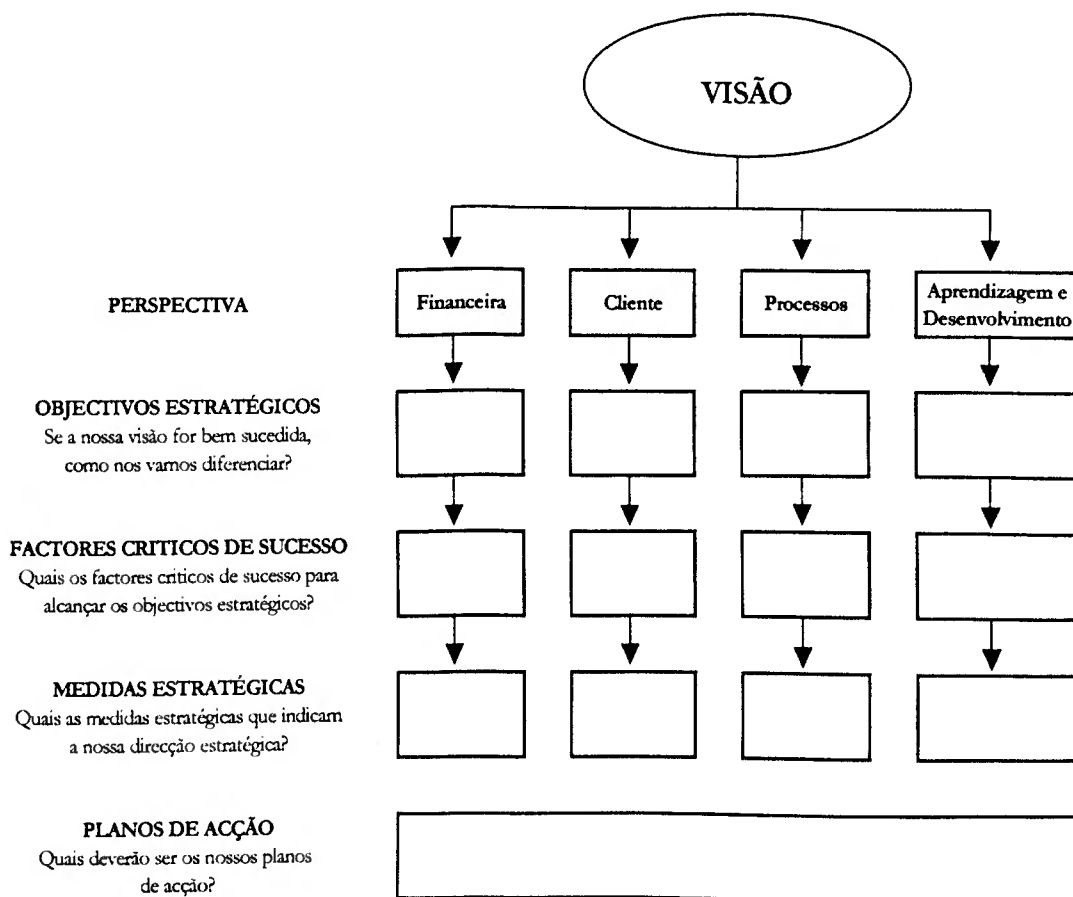 VISÃO
PERSPECTIVA
Financeira
Cliente
Processos
Aprendizagem e
Desenvolvimento
OBJECTIVOS ESTRATÉGICOS
Se a nossa visão for bem sucedida,
como nos vamos diferenciar?
FACTORES CRITICOS DE SUCESSO
Quais os factores criticos de sucesso para
alcançar os objectivos estratégicos?
MEDIDAS ESTRATÉGICAS
Quais as medidas estratégicas que indicam
a nossa direcção estratégica?
PLANOS DE ACÇÃO
Quais deverão ser os nossos planos
de acção?